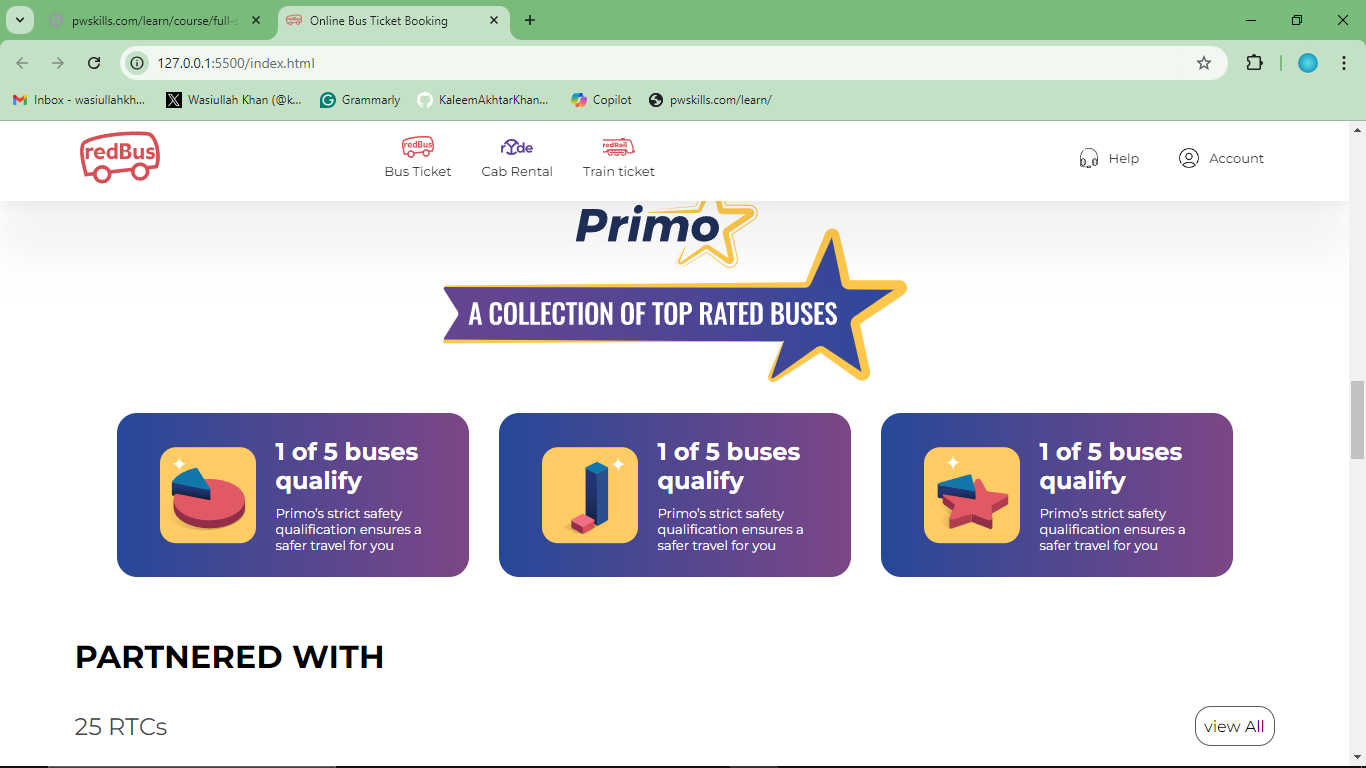 pwskills.com/learn/course/full-s
Online Bus Ticket Booking
127.0.0.1:5500/index.html
Inbox - wasiullahkh...
Wasiullah Khan (@k...
Grammarly
KaleemAkhtarKhan...
Copilot
pwskills.com/learn/
redBus
redBus
Bus Ticket
ryde
Cab Rental
redRail
Train ticket
Help
Account
Primo
A COLLECTION OF TOP RATED BUSES
1 of 5 buses
qualify
Primo's strict safety
qualification ensures a
safer travel for you
1 of 5 buses
qualify
Primo's strict safety
qualification ensures a
safer travel for you
1 of 5 buses
qualify
Primo's strict safety
qualification ensures a
safer travel for you
PARTNERED WITH
25 RTCs
view All